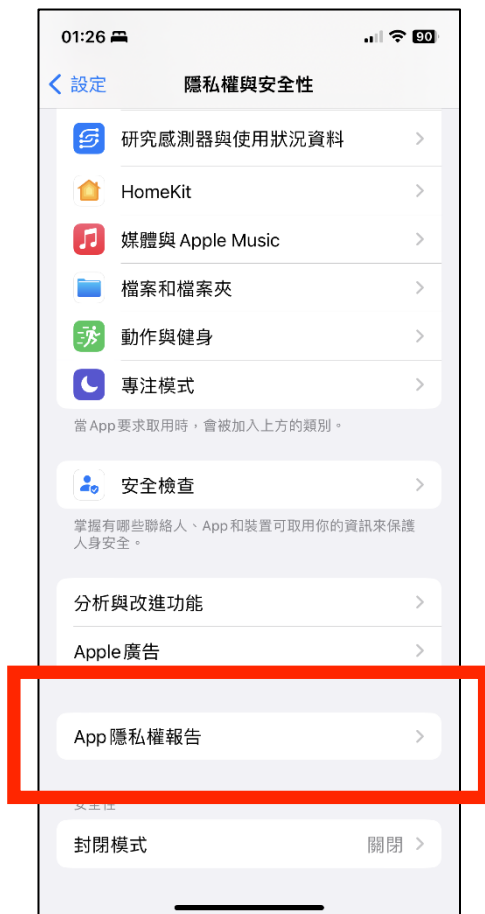 01:26
90
設定
隱私權與安全性
研究感測器與使用狀況資料
HomeKit
媒體與 Apple Music
檔案和檔案夾
動作與健身
專注模式
當 App 要求取用時，會被加入上方的類別。
安全檢查
掌握有哪些聯絡人、App 和裝置可取用你的資訊來保護
人身安全。
分析與改進功能
Apple 廣告
App 隱私權報告
安全性
封閉模式
關閉